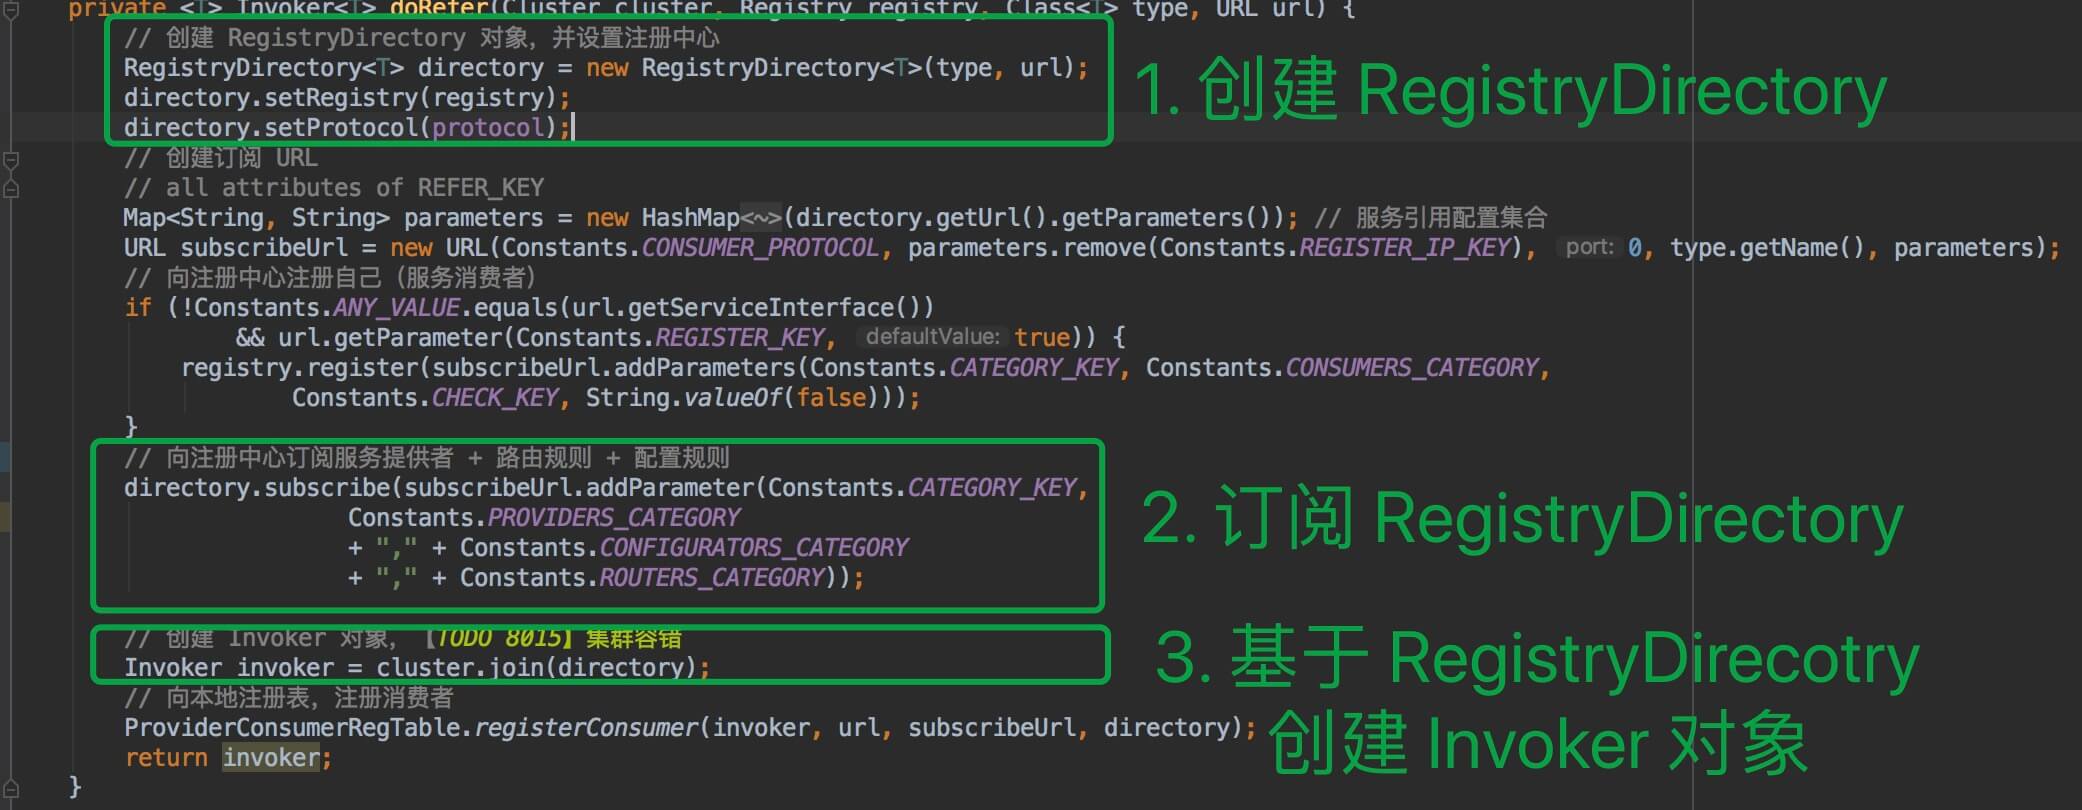 private <T> Invoker<T> doRefer(Cluster cluster, Registry registry, Class<T> type, URL url) {
// 创建 RegistryDirectory 对象，并设置注册中心
RegistryDirectory<T> directory = new RegistryDirectory<T>(type, url);
directory.setRegistry(registry);
directory.setProtocol(protocol);
1. 创建 RegistryDirectory
// 创建订阅 URL
// all attributes of REFER_KEY
Map<String, String> parameters = new HashMap<~>(directory.getUrl().getParameters()); // 服务引用配置集合
URL subscribeUrl = new URL(Constants.CONSUMER_PROTOCOL, parameters.remove(Constants.REGISTER_IP_KEY), port: 0, type.getName(), parameters);
// 向注册中心注册自己（服务消费者）
if (!Constants.ANY_VALUE.equals(url.getServiceInterface())
&& url.getParameter(Constants.REGISTER_KEY, defaultValue: true)) {
registry.register(subscribeUrl.addParameters(Constants.CATEGORY_KEY, Constants.CONSUMERS_CATEGORY,
Constants.CHECK_KEY, String.valueOf(false)));
}
// 向注册中心订阅服务提供者 + 路由规则 + 配置规则
directory.subscribe(subscribeUrl.addParameter(Constants.CATEGORY_KEY,
Constants.PROVIDERS_CATEGORY
+ "," + Constants.CONFIGURATORS_CATEGORY
+ "," + Constants.ROUTERS_CATEGORY));
2. 订阅 RegistryDirectory
// 创建 Invoker 对象，【TODO 8015】集群容错
Invoker invoker = cluster.join(directory);
3. 基于 RegistryDirecotry
创建 Invoker 对象
// 向本地注册表，注册消费者
ProviderConsumerRegTable.registerConsumer(invoker, url, subscribeUrl, directory);
return invoker;
}